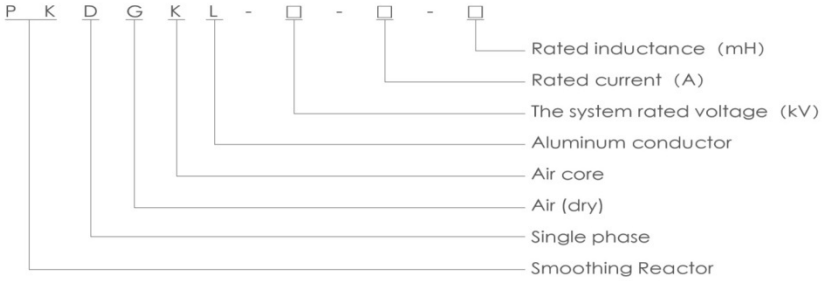 P K D G K L - □ - □ - □
Rated inductance (mH)
Rated current (A)
The system rated voltage (kV)
Aluminum conductor
Air core
Air (dry)
Single phase
Smoothing Reactor